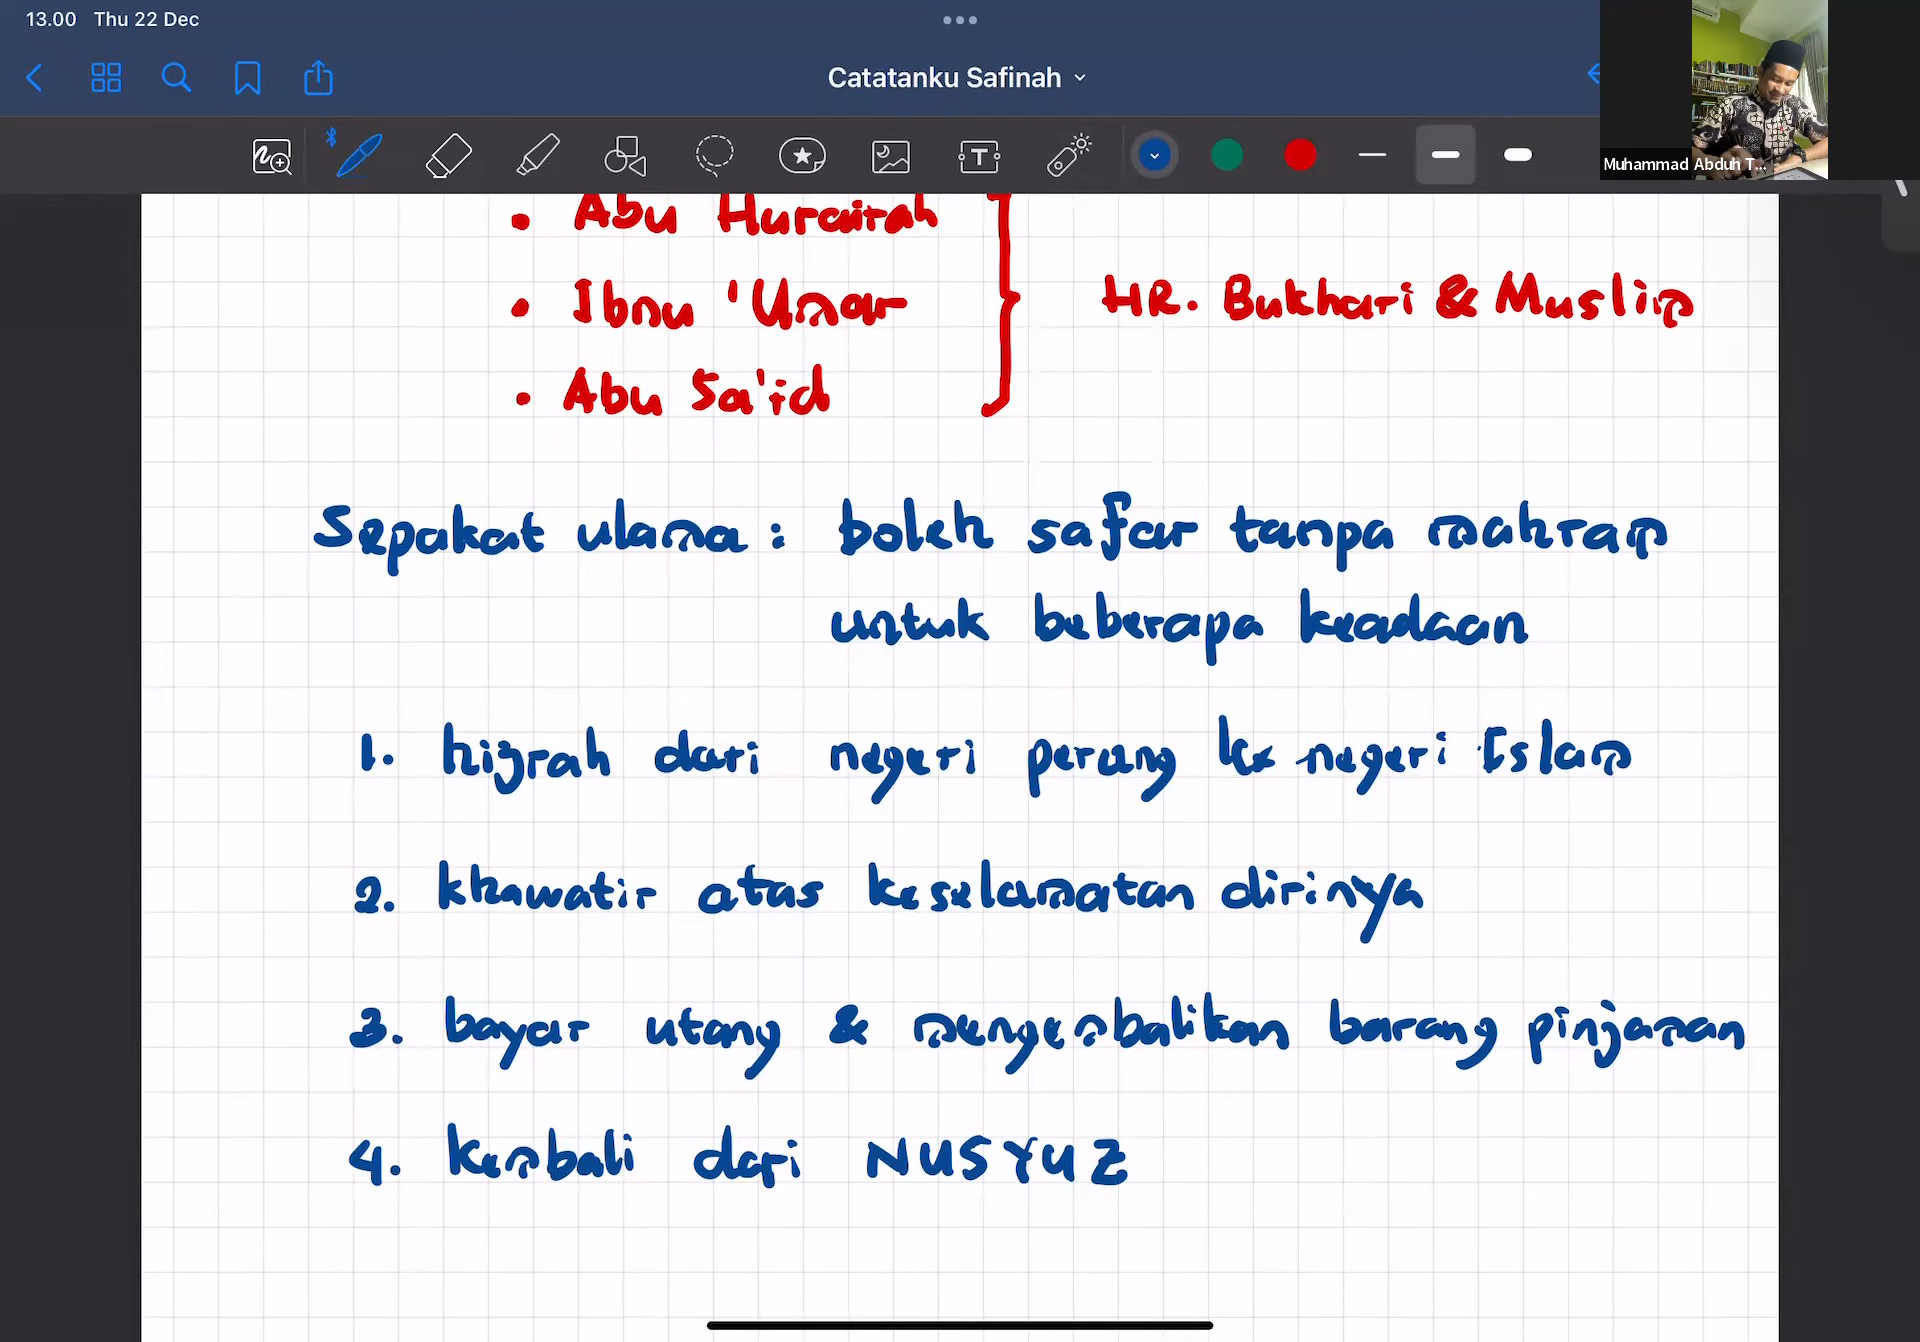 13.00 Thu 22 Dec
Catatanku Safinah
Muhammad Abduh T...
• Abu Hurairah
• Ibnu 'Umar
HR. Bukhari & Muslim
• Abu Sa'id
Sepakat ulama : boleh safar tanpa mahram
untuk beberapa keadaan
1. hijrah dari negeri perang ke negeri Islam
2. khawatir atas keselamatan dirinya
3. bayar utang & mengembalikan barang pinjaman
4. Kembali dari NUSYUZ